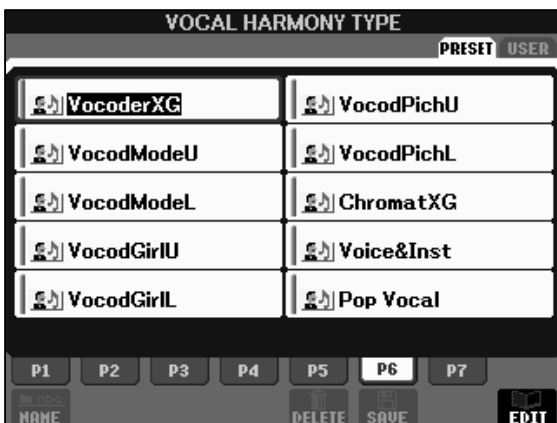 VOCAL HARMONY TYPE
PRESET USER
VocoderXG VocodPichU
VocodModeU VocodPichL
VocodModeL ChromatXG
VocodGirlU Voice&Inst
VocodGirlL Pop Vocal
P1 P2 P3 P4 P5 P6 P7
abc
NAME DELETE SAVE EDIT